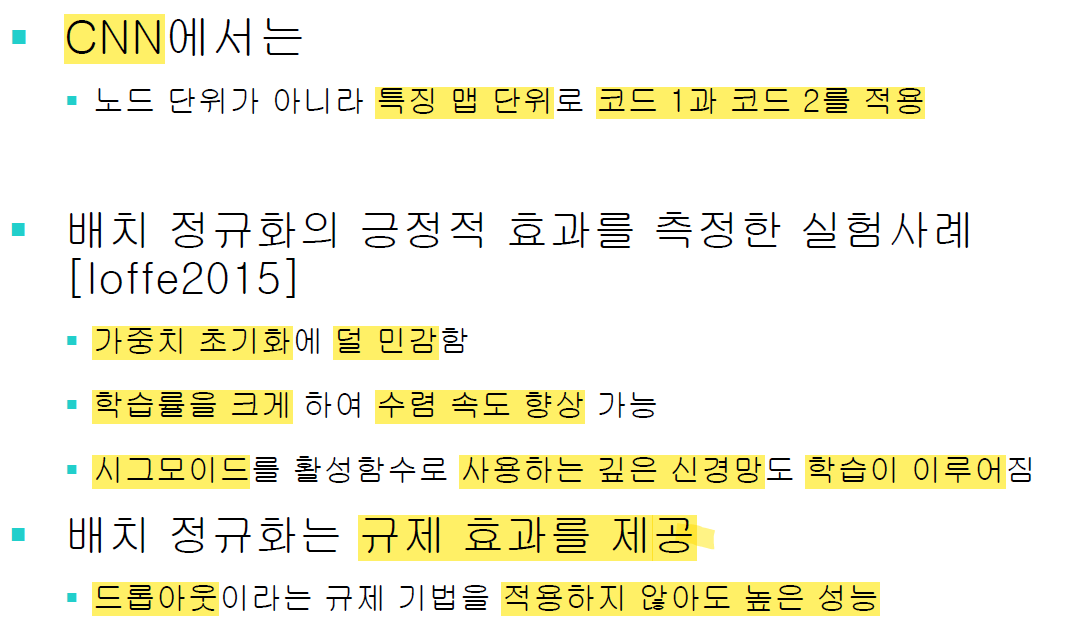 CNN에서는
노드 단위가 아니라 특징 맵 단위로 코드 1과 코드 2를 적용
배치 정규화의 긍정적 효과를 측정한 실험사례
[Ioffe2015]
가중치 초기화에 덜 민감함
학습률을 크게 하여 수렴 속도 향상 가능
시그모이드를 활성함수로 사용하는 깊은 신경망도 학습이 이루어짐
배치 정규화는 규제 효과를 제공
드롭아웃이라는 규제 기법을 적용하지 않아도 높은 성능